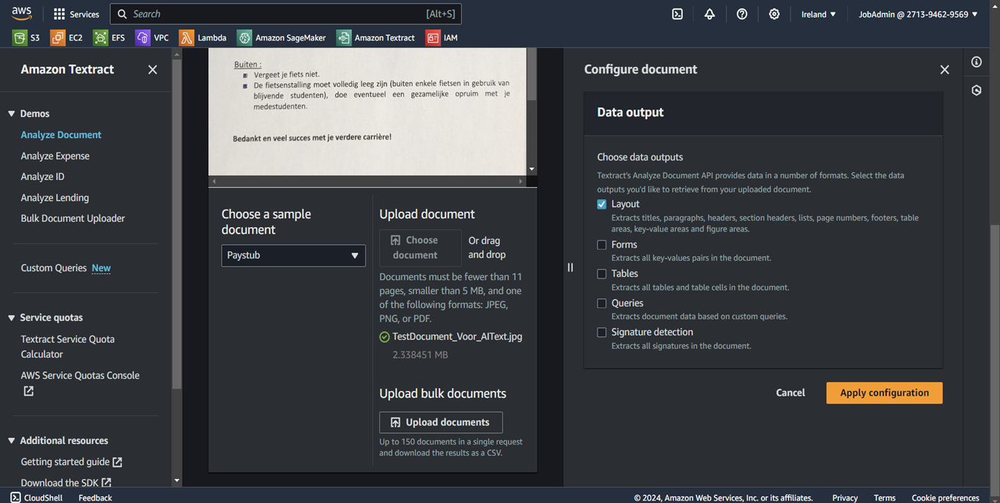 aws
Services
Search
[Alt+S]
Ireland ▼
JobAdmin @ 2713-9462-9569 ▼
S3
EC2
EFS
VPC
Lambda
Amazon SageMaker
Amazon Textract
IAM
Amazon Textract
Demos
Analyze Document
Analyze Expense
Analyze ID
Analyze Lending
Bulk Document Uploader
Custom Queries New
Service quotas
Textract Service Quota
Calculator
AWS Service Quotas Console
Additional resources
Getting started guide
Download the SDK
Buiten :
Vergeet je fiets niet.
De fietsenstalling moet volledig leeg zijn (buiten enkele fietsen in gebruik van
blijvende studenten), doe eventueel een gezamelijke opruim met je
medestudenten.
Bedankt en veel succes met je verdere carrière!
Choose a sample
document
Paystub
Upload document
Choose
document
Or drag
and drop
Documents must be fewer than 11
pages, smaller than 5 MB, and one
of the following formats: JPEG,
PNG, or PDF.
TestDocument_Voor_AIText.jpg
2.338451 MB
Upload bulk documents
Upload documents
Up to 150 documents in a single request
and download the results as a CSV.
Configure document
Data output
Choose data outputs
Textract's Analyze Document API provides data in a number of formats. Select the data
outputs you'd like to retrieve from your uploaded document.
Layout
Extracts titles, paragraphs, headers, section headers, lists, page numbers, footers, table
areas, key-value areas and figure areas.
Forms
Extracts all key-values pairs in the document.
Tables
Extracts all tables and table cells in the document.
Queries
Extracts document data based on custom queries.
Signature detection
Extracts all signatures in the document.
Cancel
Apply configuration
CloudShell
Feedback
© 2024, Amazon Web Services, Inc. or its affiliates.
Privacy
Terms
Cookie preferences